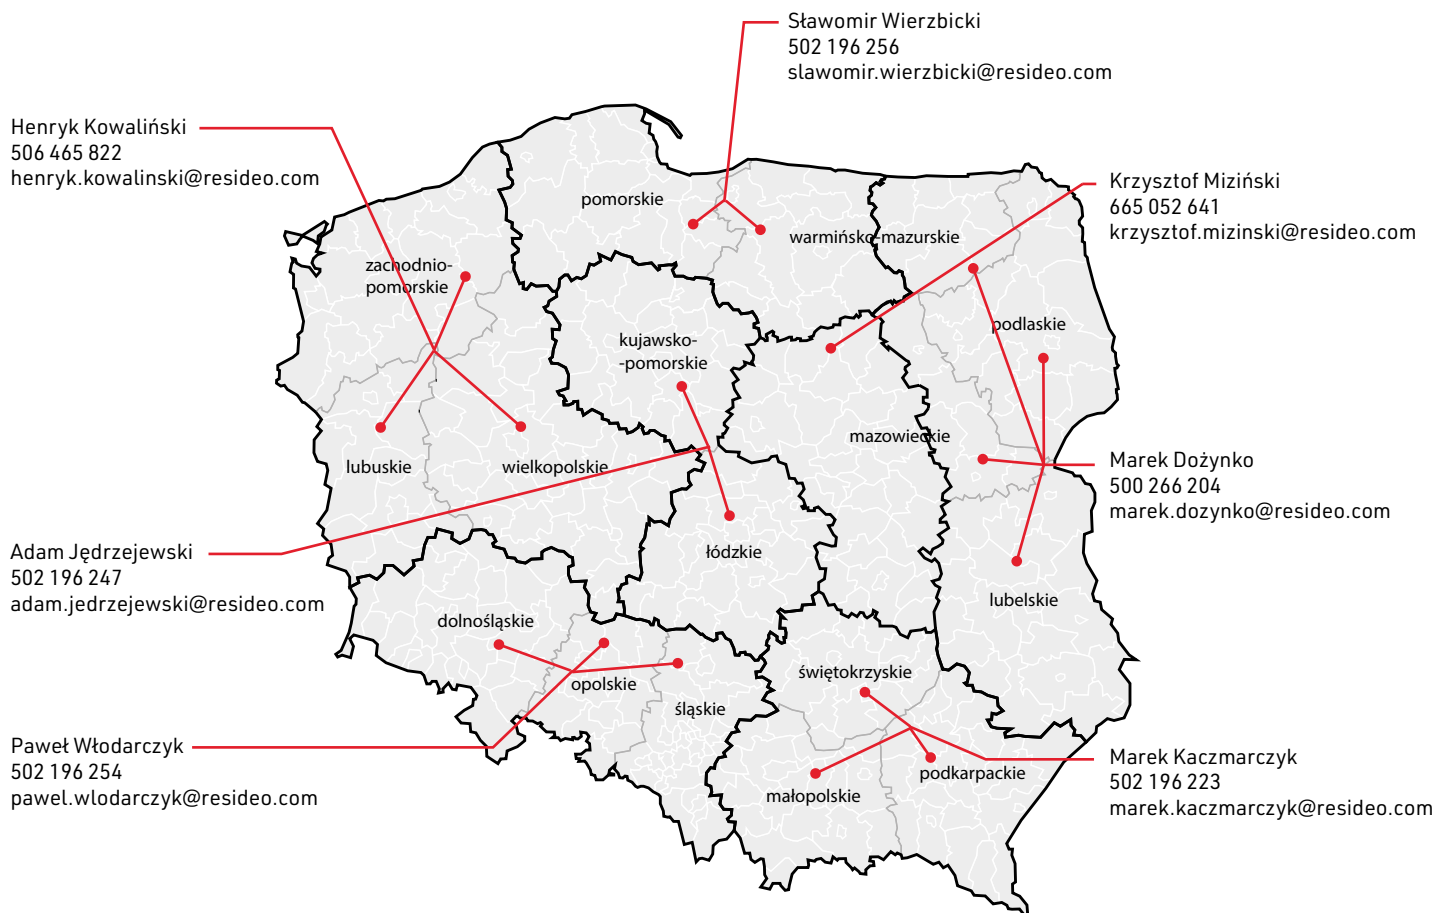 Sławomir Wierzbicki
502 196 256
slawomir.wierzbicki@resideo.com
Henryk Kowaliński
506 465 822
henryk.kowalinski@resideo.com
Krzysztof Miziński
665 052 641
krzysztof.mizinski@resideo.com
pomorskie
warmińsko-mazurskie
zachodnio-
pomorskie
podlaskie
kujawsko-
-pomorskie
mazowieckie
lubuskie
wielkopolskie
Marek Dożynko
500 266 204
marek.dozynko@resideo.com
Adam Jędrzejewski
502 196 247
adam.jedrzejewski@resideo.com
łódzkie
lubelskie
dolnośląskie
świętokrzyskie
opolskie
śląskie
Paweł Włodarczyk
502 196 254
pawel.wlodarczyk@resideo.com
podkarpackie
małopolskie
Marek Kaczmarczyk
502 196 223
marek.kaczmarczyk@resideo.com